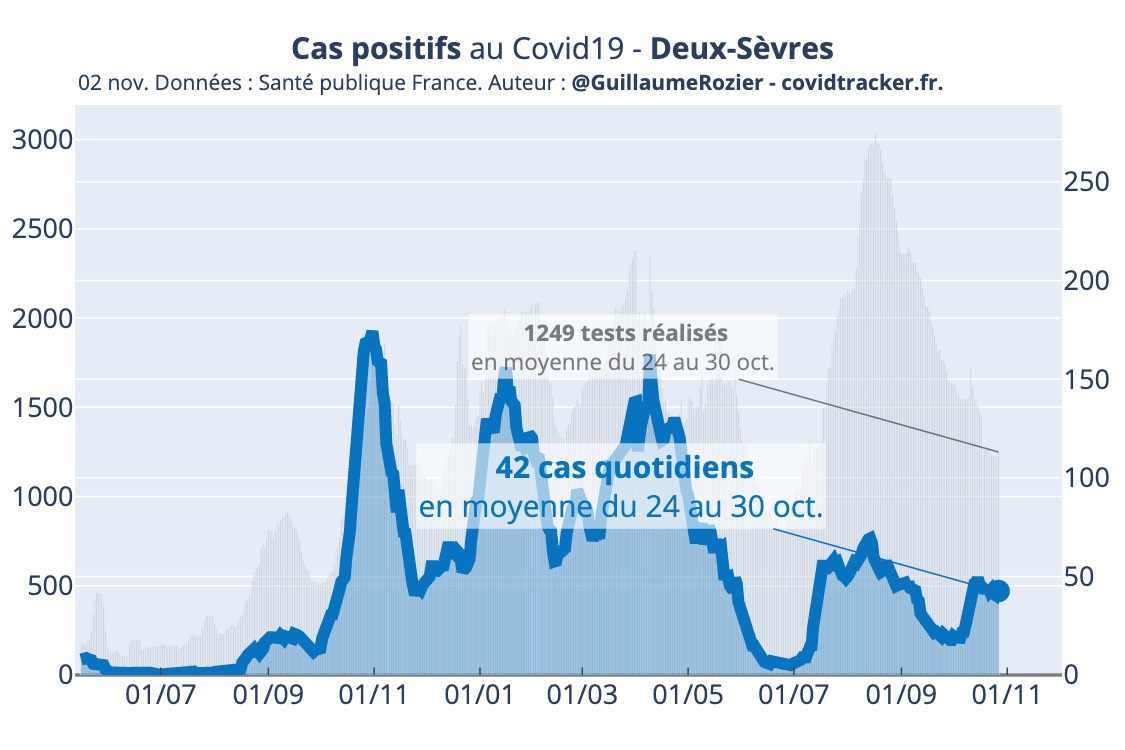 Cas positifs au Covid19 - Deux-Sèvres
02 nov. Données : Santé publique France. Auteur : @GuillaumeRozier - covidtracker.fr.
3000
2500
2000
1500
1000
500
0
250
200
150
100
50
0
1249 tests réalisés
en moyenne du 24 au 30 oct.
42 cas quotidiens
en moyenne du 24 au 30 oct.
01/07 01/09 01/11 01/01 01/03 01/05 01/07 01/09 01/11